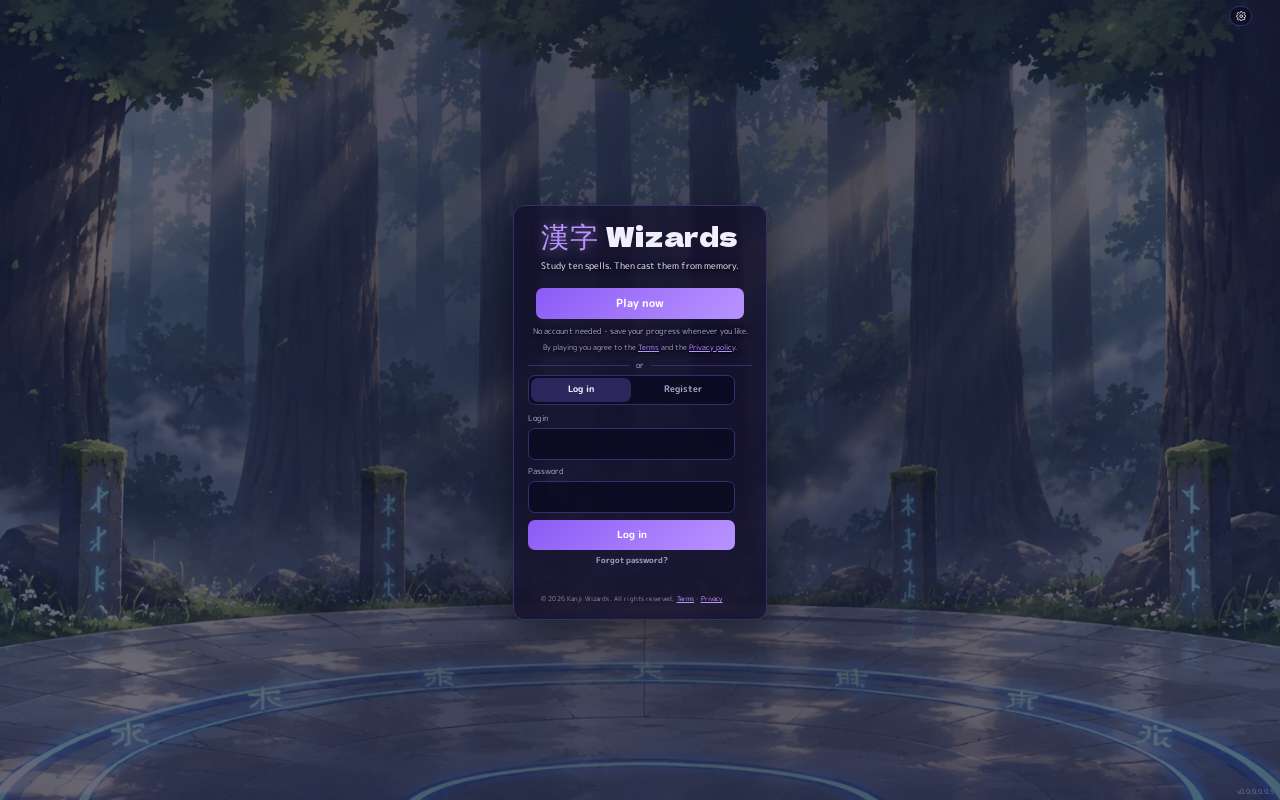 漢字 Wizards
Study ten spells. Then cast them from memory.
Play now
No account needed - save your progress whenever you like.
By playing you agree to the Terms and the Privacy policy.
or
Log in
Register
Login
Password
Log in
Forgot password?
© 2026 Kanji Wizards. All rights reserved. Terms · Privacy